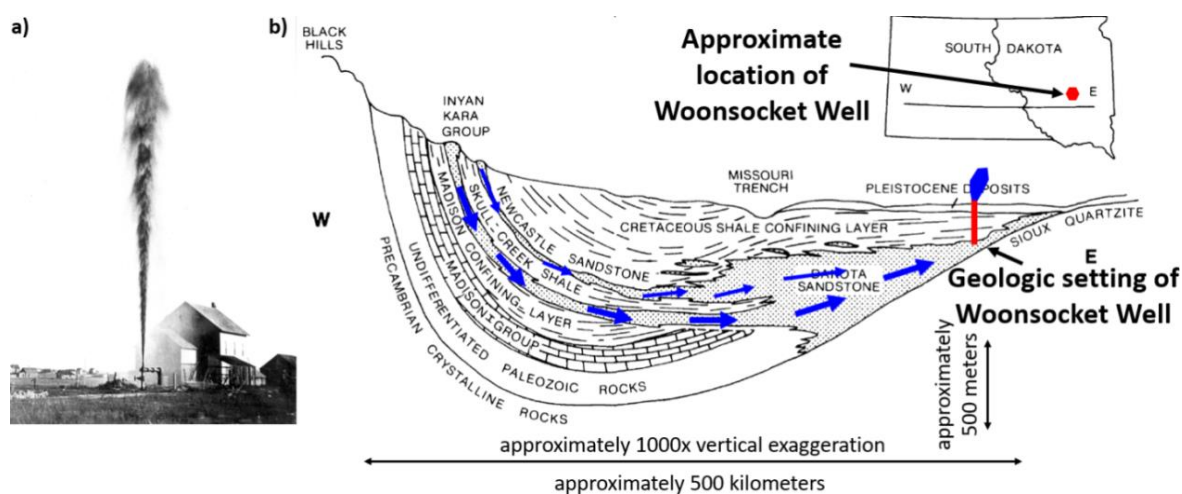 a)
b)
BLACK
HILLS
INYAN
KARA
GROUP
Approximate
location of
Woonsocket Well
SOUTH DAKOTA
W
E
MISSOURI
TRENCH
PLEISTOCENE DEPOSITS
W
NEWCASTLE
SANDSTONE
SKULL CREEK SHALE
MADISON CONFINING LAYER
MADISON GROUP
UNDIFFERENTIATED PALEOZOIC ROCKS
PRECAMBRIAN CRYSTALLINE ROCKS
CRETACEOUS SHALE CONFINING LAYER
DAKOTA
SANDSTONE
SIOUX QUARTZITE
E
Geologic setting of
Woonsocket Well
approximately
500 meters
approximately 1000x vertical exaggeration
approximately 500 kilometers